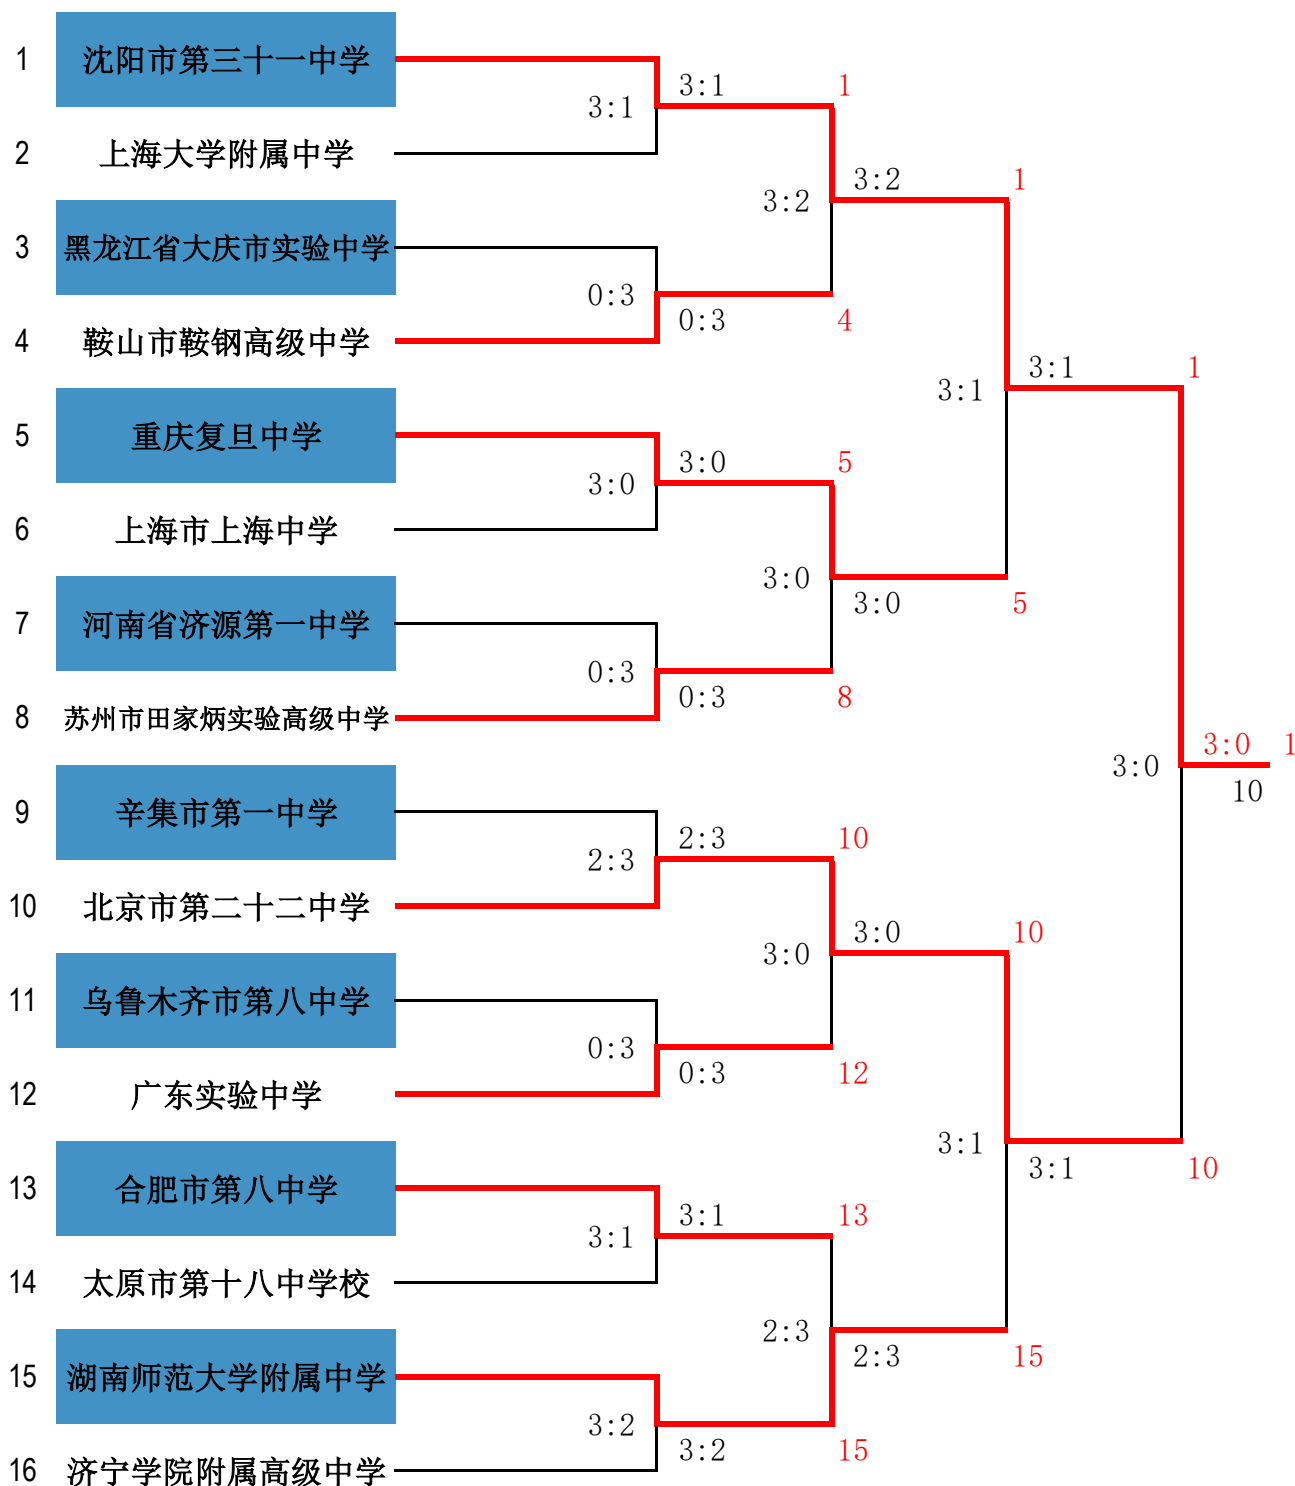 1 沈阳市第三十一中学
3:1
3:1
1
2 上海大学附属中学
3:2
3:2
1
3 黑龙江省大庆市实验中学
0:3
0:3
4
4 鞍山市鞍钢高级中学
3:1
3:1
1
5 重庆复旦中学
3:0
3:0
5
6 上海市上海中学
3:0
3:0
5
7 河南省济源第一中学
0:3
0:3
8
8 苏州市田家炳实验高级中学
3:0
3:0 1
10
9 辛集市第一中学
2:3
2:3
10
10 北京市第二十二中学
3:0
3:0
10
11 乌鲁木齐市第八中学
0:3
0:3
12
12 广东实验中学
3:1
3:1
10
13 合肥市第八中学
3:1
3:1
13
14 太原市第十八中学校
2:3
2:3
15
15 湖南师范大学附属中学
3:2
3:2
15
16 济宁学院附属高级中学